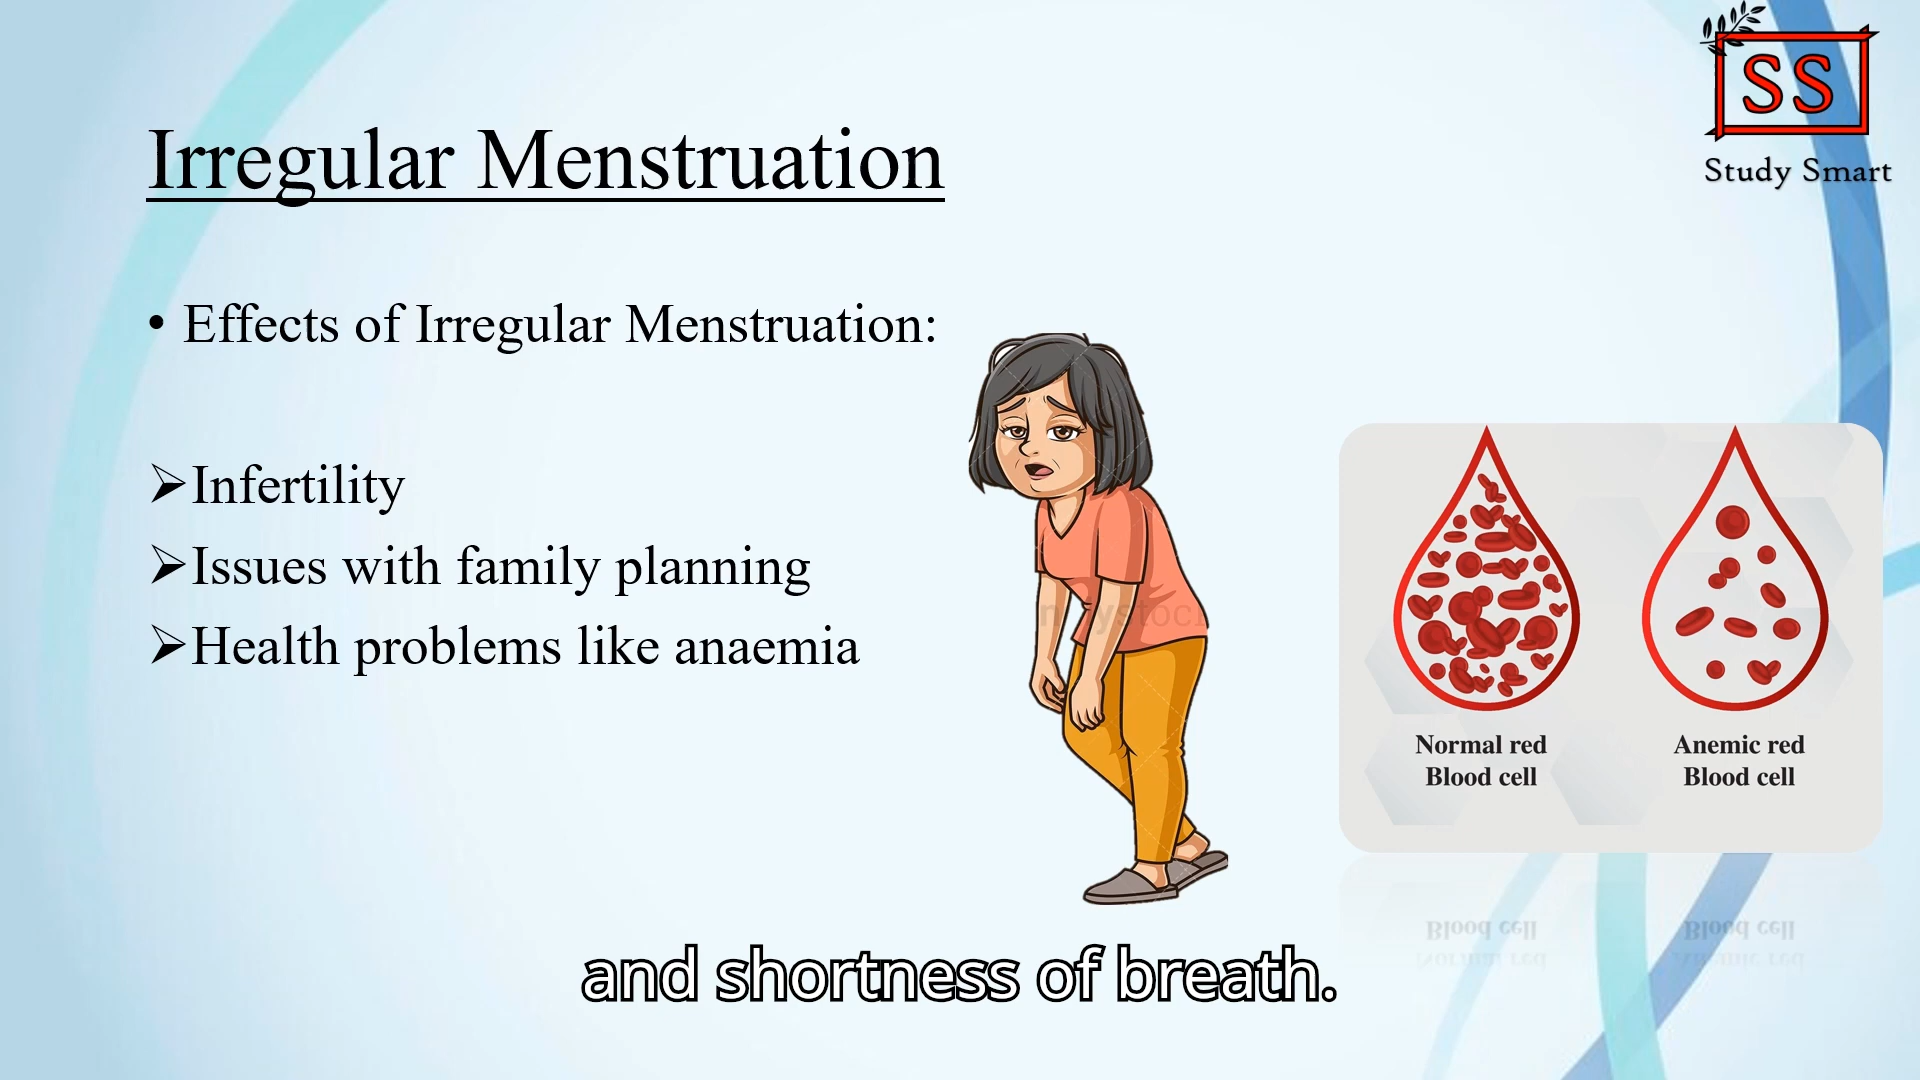 SS
Study Smart
Irregular Menstruation
• Effects of Irregular Menstruation:
➢Infertility
➢Issues with family planning
➢Health problems like anaemia
Normal red
Blood cell
Anemic red
Blood cell
and shortness of breath.